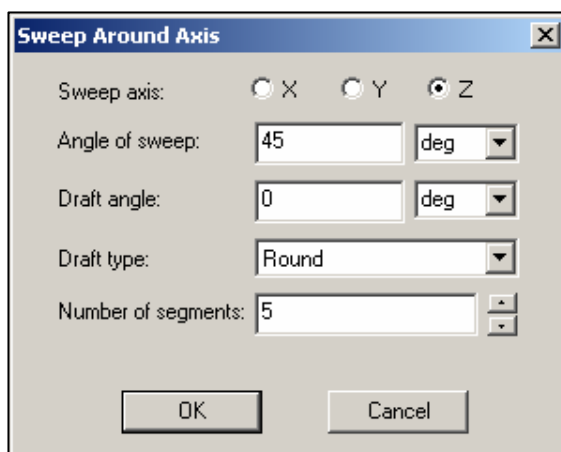 Sweep Around Axis
Sweep axis: X Y Z
Angle of sweep: 45 deg
Draft angle: 0 deg
Draft type: Round
Number of segments: 5
OK Cancel